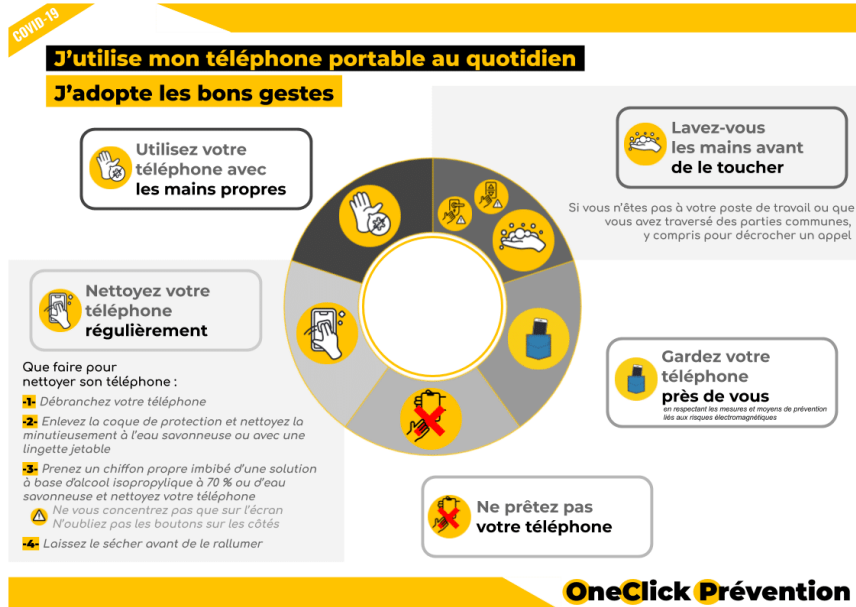 COVID-19
J'utilise mon téléphone portable au quotidien
J'adopte les bons gestes
Utilisez votre
téléphone avec
les mains propres
Lavez-vous
les mains avant
de le toucher
Si vous n'êtes pas à votre poste de travail ou que
vous avez traversé des parties communes,
y compris pour décrocher un appel
Nettoyez votre
téléphone
régulièrement
Que faire pour
nettoyer son téléphone :
-1- Débranchez votre téléphone
-2- Enlevez la coque de protection et nettoyez la
minutieusement à l'eau savonneuse ou avec une
lingette jetable
-3- Prenez un chiffon propre imbibé d'une solution
à base d'alcool isopropylique à 70 % ou d'eau
savonneuse et nettoyez votre téléphone
Ne vous concentrez pas que sur l'écran
N'oubliez pas les boutons sur les côtés
-4- Laissez le sécher avant de le rallumer
Gardez votre
téléphone
près de vous
en respectant les mesures et moyens de prévention
liés aux risques électromagnétiques
Ne prêtez pas
votre téléphone
OneClick Prévention